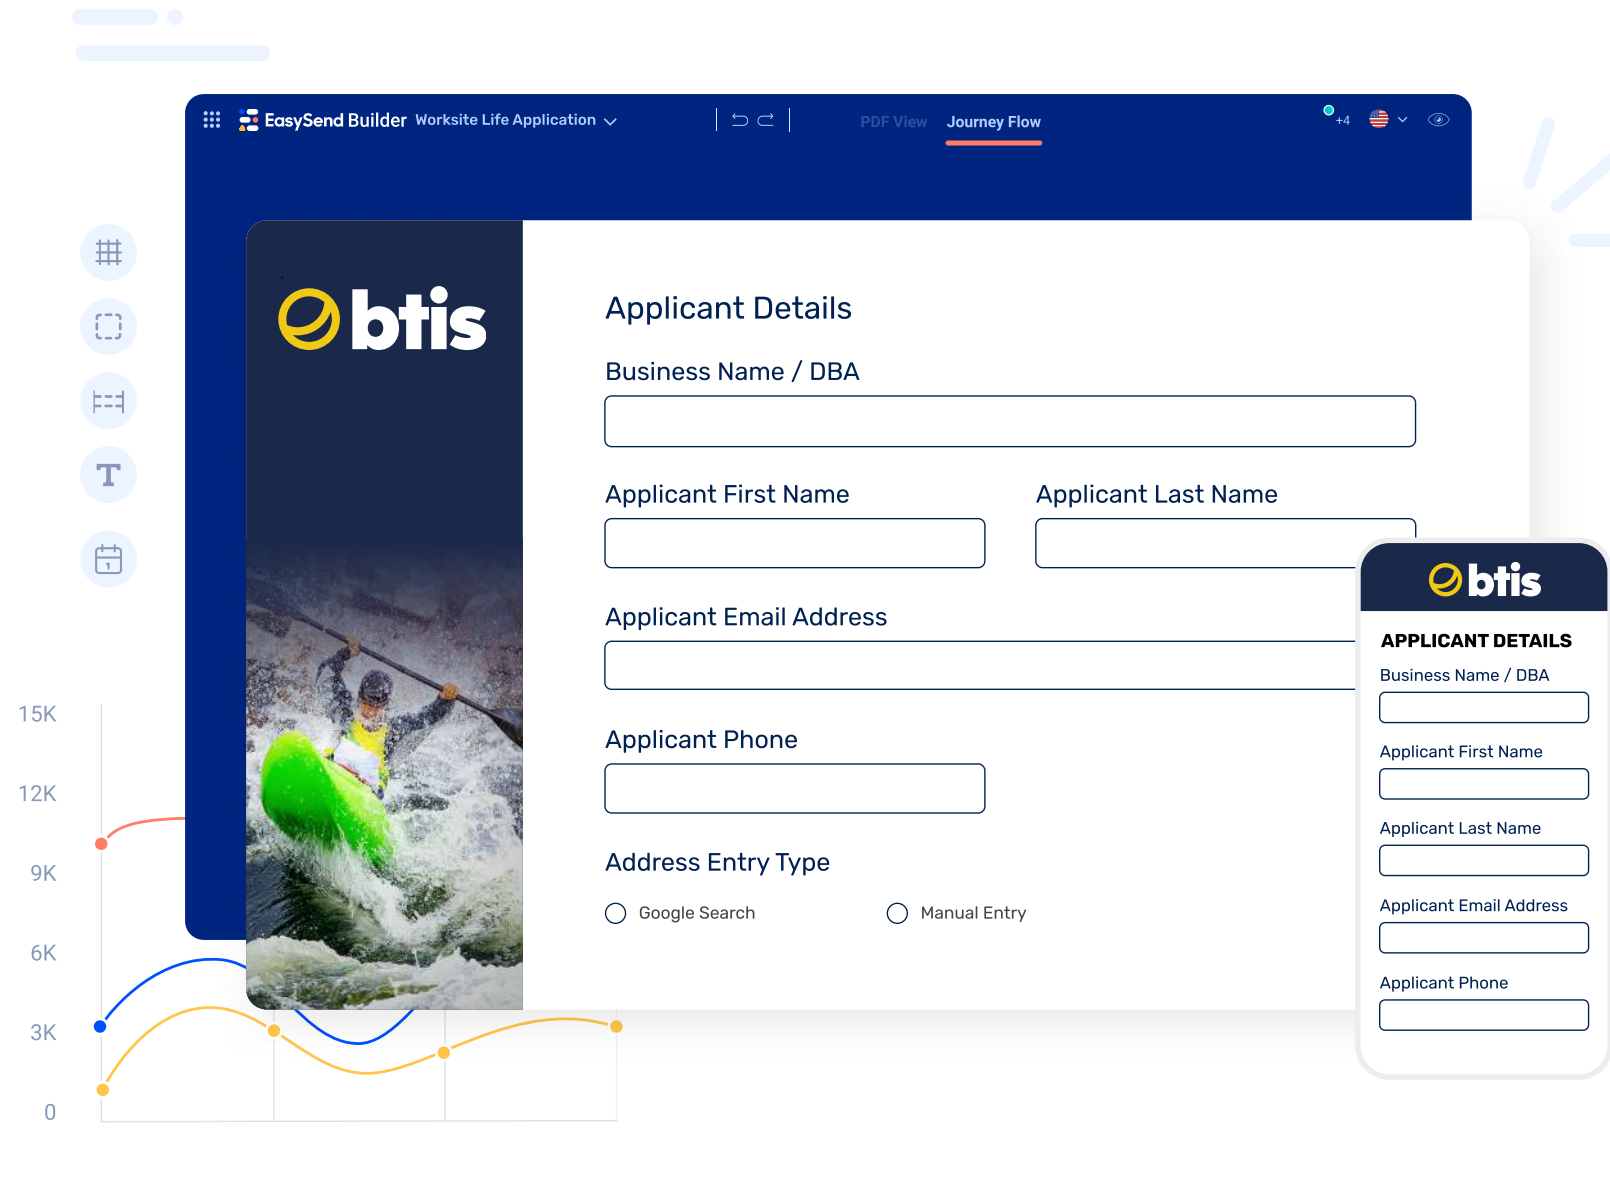 EasySend Builder Worksite Life Application
PDF View Journey Flow
+4
btis
Applicant Details
Business Name / DBA
Applicant First Name Applicant Last Name
Applicant Email Address
Applicant Phone
Address Entry Type
Google Search Manual Entry
btis
APPLICANT DETAILS
Business Name / DBA
Applicant First Name
Applicant Last Name
Applicant Email Address
Applicant Phone
T
1
15K
12K
9K
6K
3K
0